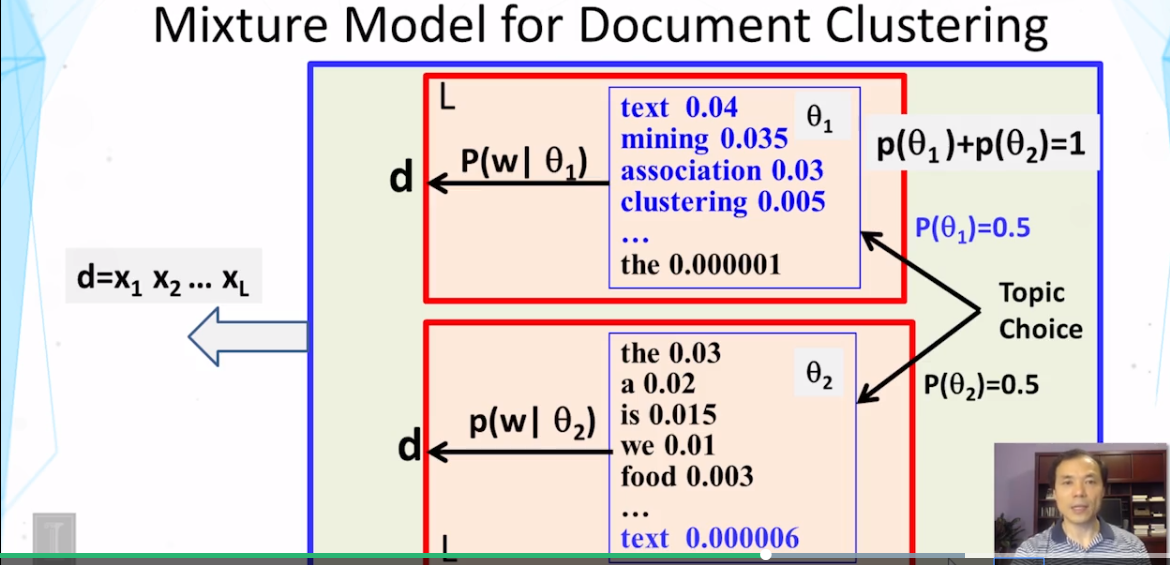 Mixture Model for Document Clustering
L
text 0.04
θ₁
mining 0.035
association 0.03
clustering 0.005
...
the 0.000001
P(w| θ₁)
d
p(θ₁)+p(θ₂)=1
P(θ₁)=0.5
d=x₁ x₂ ... x_L
Topic
Choice
the 0.03
θ₂
a 0.02
is 0.015
we 0.01
food 0.003
...
text 0.000006
p(w| θ₂)
d
P(θ₂)=0.5
L
I